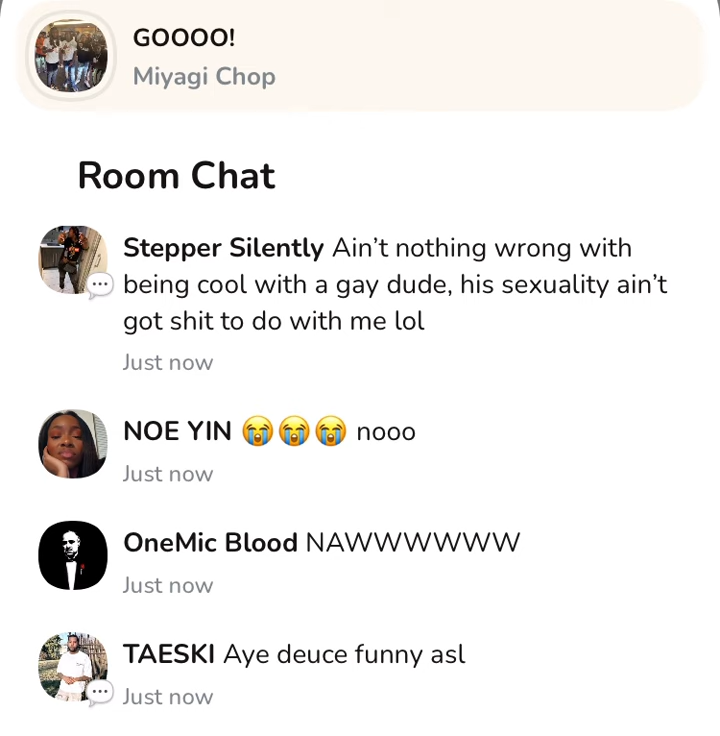 GOOOO!
Miyagi Chop
Room Chat
Stepper Silently Ain’t nothing wrong with
being cool with a gay dude, his sexuality ain’t
got shit to do with me lol
Just now
NOE YIN 😭😭😭 nooo
Just now
OneMic Blood NAWWWWWW
Just now
TAESKI Aye deuce funny asl
Just now